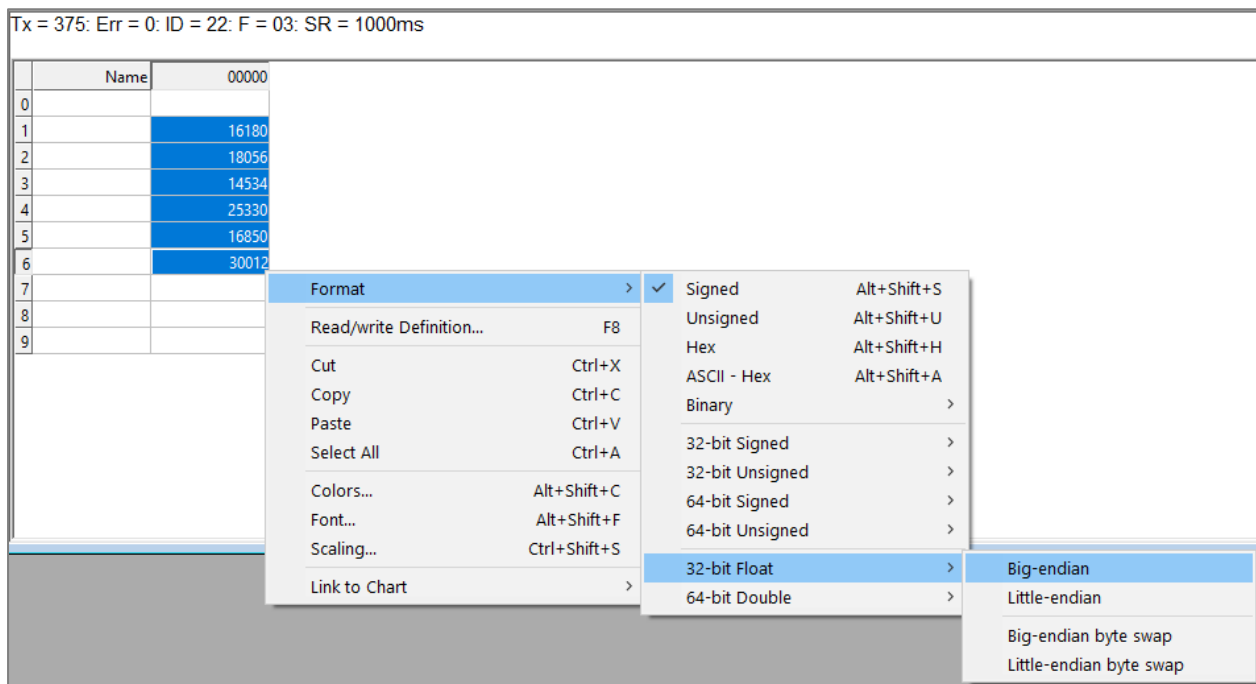 Tx = 375: Err = 0: ID = 22: F = 03: SR = 1000ms
Name 00000
0
1 16180
2 18056
3 14534
4 25330
5 16850
6 30012
7
8
9
Format
Read/write Definition... F8
Cut Ctrl+X
Copy Ctrl+C
Paste Ctrl+V
Select All Ctrl+A
Colors... Alt+Shift+C
Font... Alt+Shift+F
Scaling... Ctrl+Shift+S
Link to Chart
Signed Alt+Shift+S
Unsigned Alt+Shift+U
Hex Alt+Shift+H
ASCII - Hex Alt+Shift+A
Binary
32-bit Signed
32-bit Unsigned
64-bit Signed
64-bit Unsigned
32-bit Float
64-bit Double
Big-endian
Little-endian
Big-endian byte swap
Little-endian byte swap